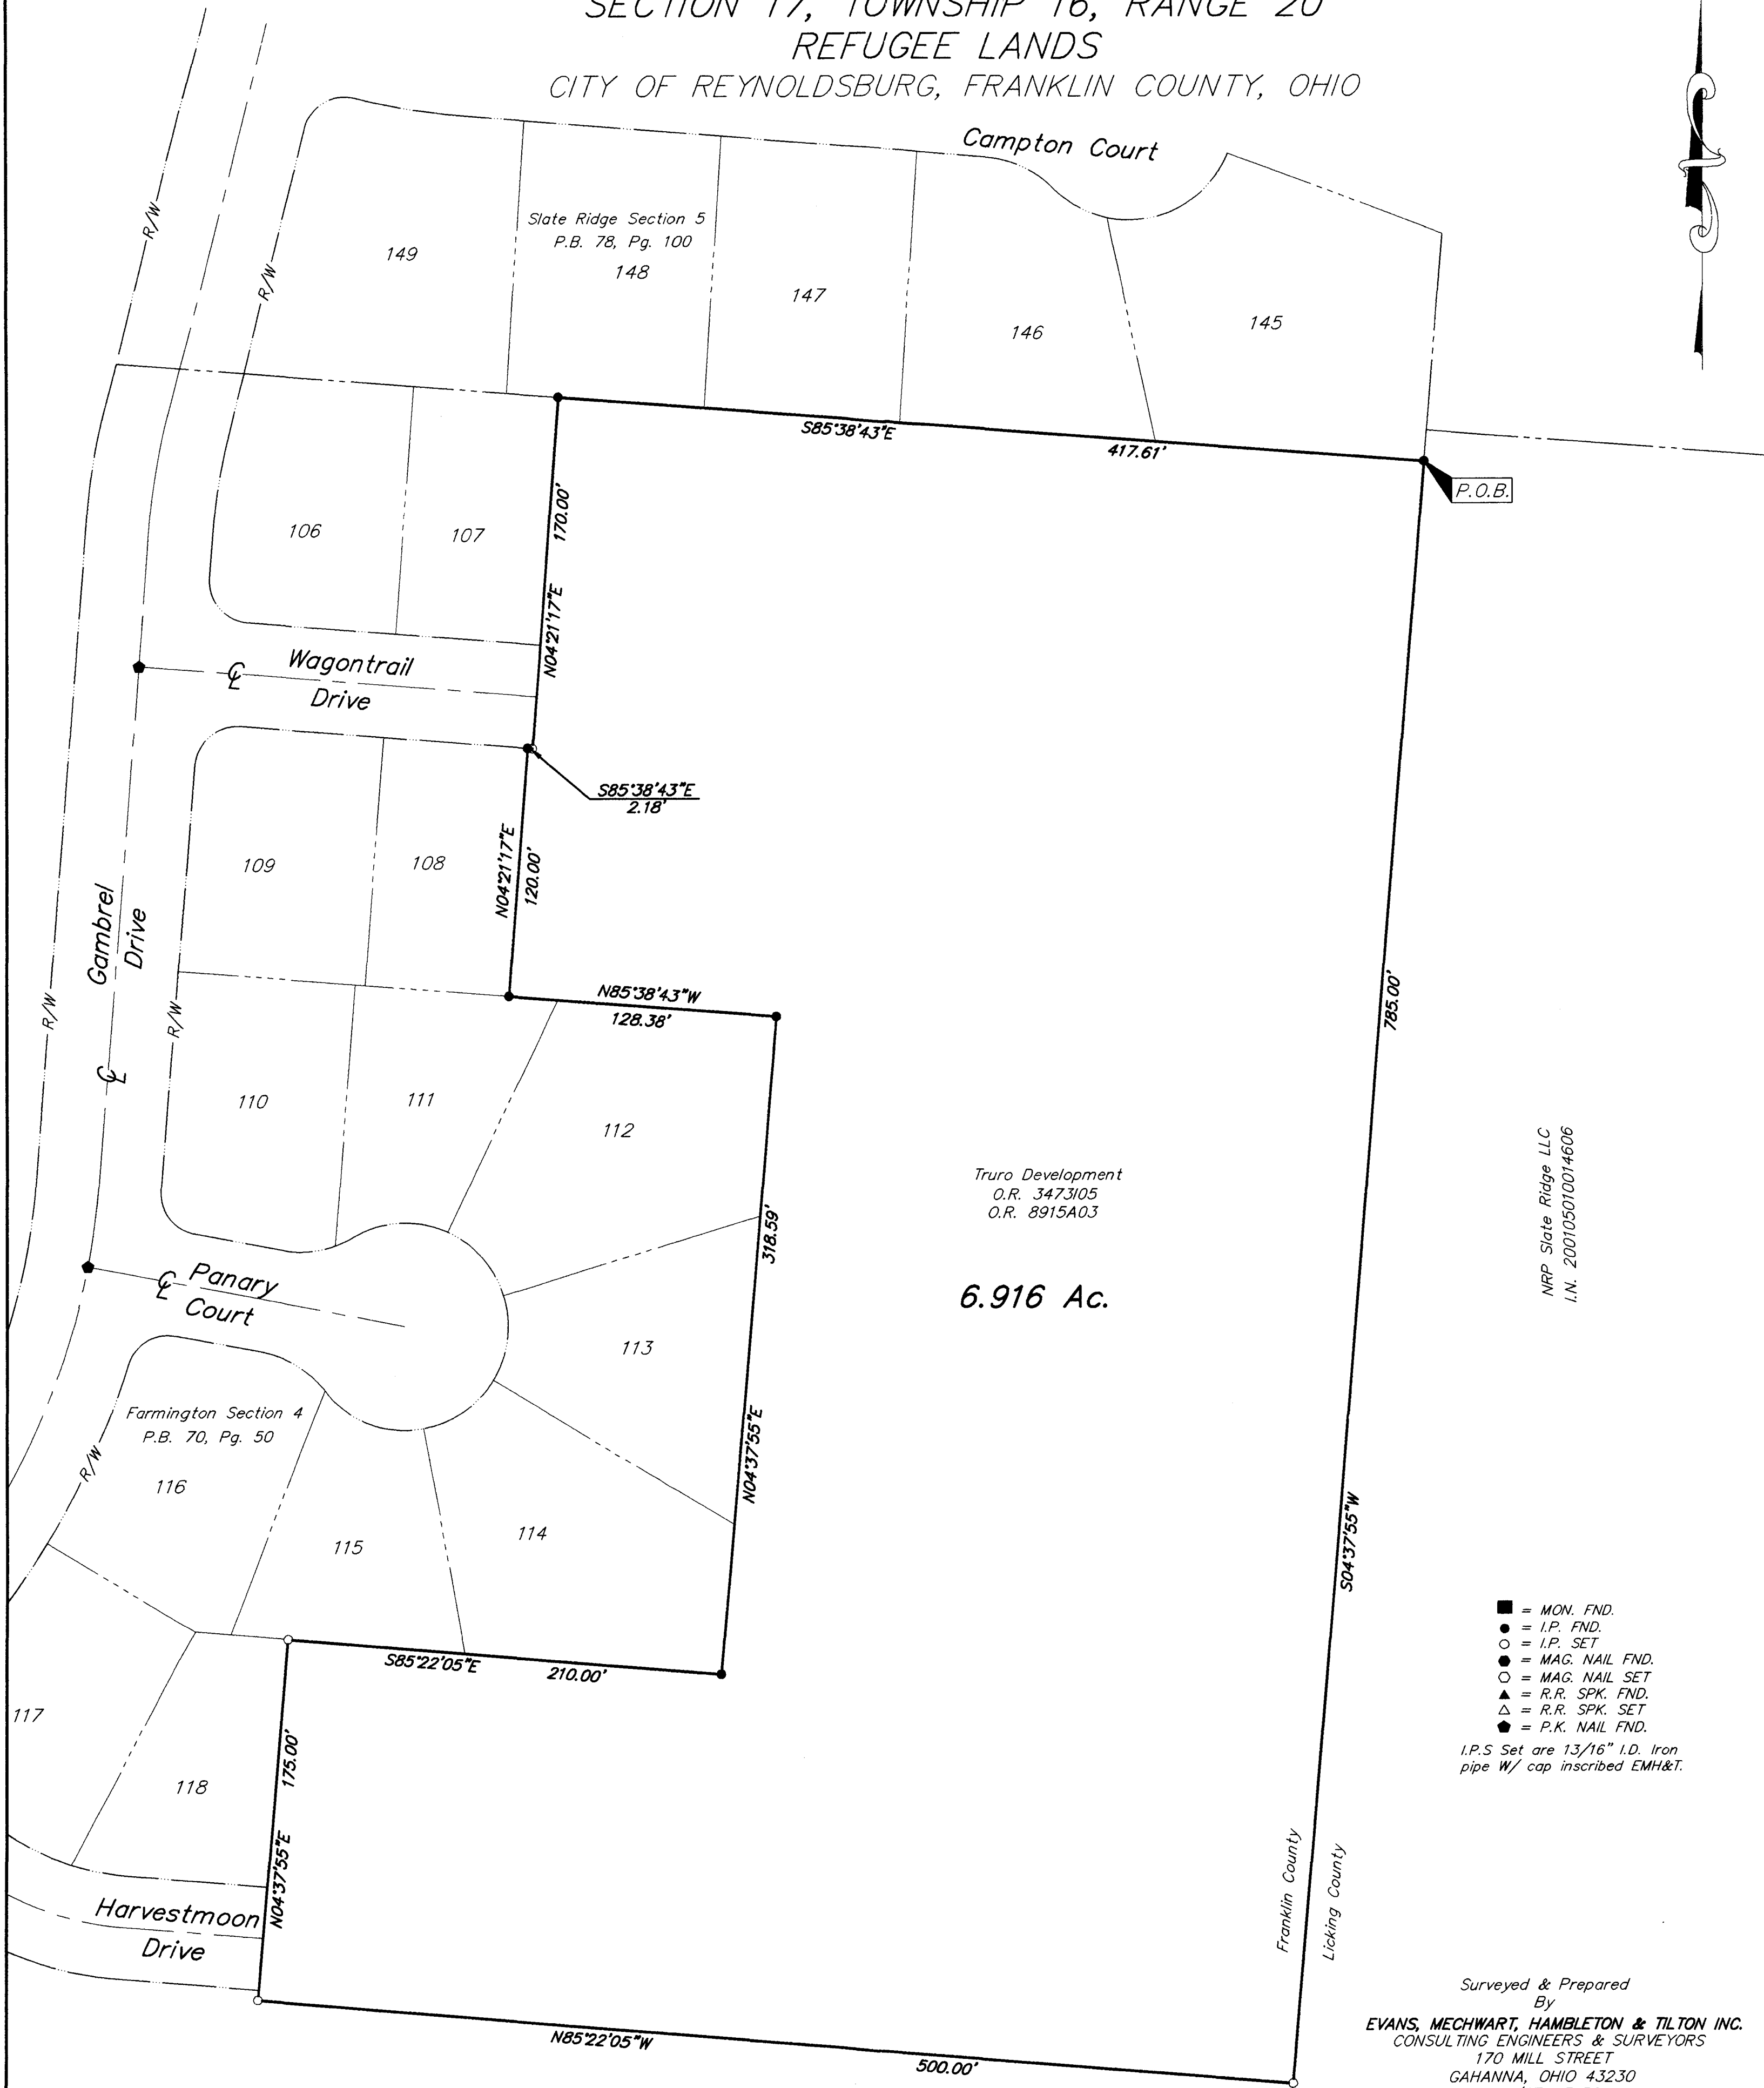 SECTION 17, TOWNSHIP 16, RANGE 20
REFUGEE LANDS
CITY OF REYNOLDSBURG, FRANKLIN COUNTY, OHIO
Campton Court
R/W
R/W
Slate Ridge Section 5
P.B. 78, Pg. 100
149
148
147
146
145
S85°38'43"E
417.61'
P.O.B.
170.00'
N04°21'17"E
106
107
℄
Wagontrail
Drive
S85°38'43"E
2.18'
109
108
N04°21'17"E
120.00'
Gambrel
Drive
℄
R/W
R/W
N85°38'43"W
128.38'
785.00'
110
111
112
Truro Development
O.R. 3473I05
O.R. 8915A03
6.916 Ac.
318.59'
N04°37'55"E
NRP Slate Ridge LLC
I.N. 200105010014606
℄
Panary
Court
113
Farmington Section 4
P.B. 70, Pg. 50
R/W
116
115
114
S04°37'55"W
S85°22'05"E
210.00'
117
118
175.00'
N04°37'55"E
= MON. FND.
= I.P. FND.
= I.P. SET
= MAG. NAIL FND.
= MAG. NAIL SET
= R.R. SPK. FND.
= R.R. SPK. SET
= P.K. NAIL FND.
I.P.S Set are 13/16" I.D. Iron
pipe W/ cap inscribed EMH&T.
Harvestmoon
Drive
Franklin County
Licking County
N85°22'05"W
500.00'
Surveyed & Prepared
By
EVANS, MECHWART, HAMBLETON & TILTON INC.
CONSULTING ENGINEERS & SURVEYORS
170 MILL STREET
GAHANNA, OHIO 43230